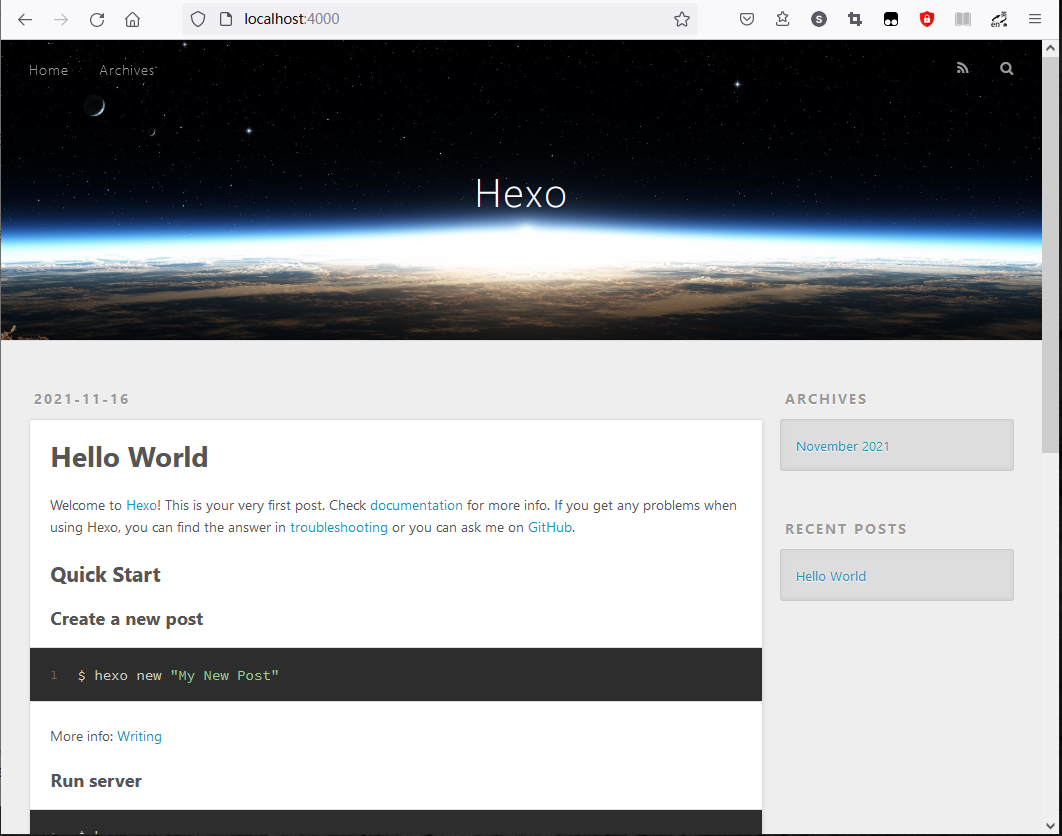 localhost:4000
S
en
Home
Archives
Hexo
2021-11-16
ARCHIVES
Hello World
November 2021
Welcome to Hexo! This is your very first post. Check documentation for more info. If you get any problems when
using Hexo, you can find the answer in troubleshooting or you can ask me on GitHub.
RECENT POSTS
Hello World
Quick Start
Create a new post
1 $ hexo new "My New Post"
More info: Writing
Run server